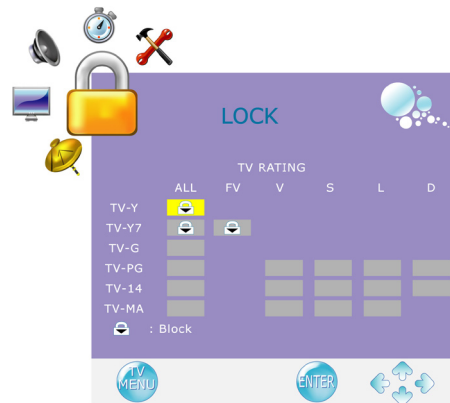 LOCK
TV RATING
ALL FV V S L D
TV-Y
TV-Y7
TV-G
TV-PG
TV-14
TV-MA
: Block
TV
MENU
ENTER